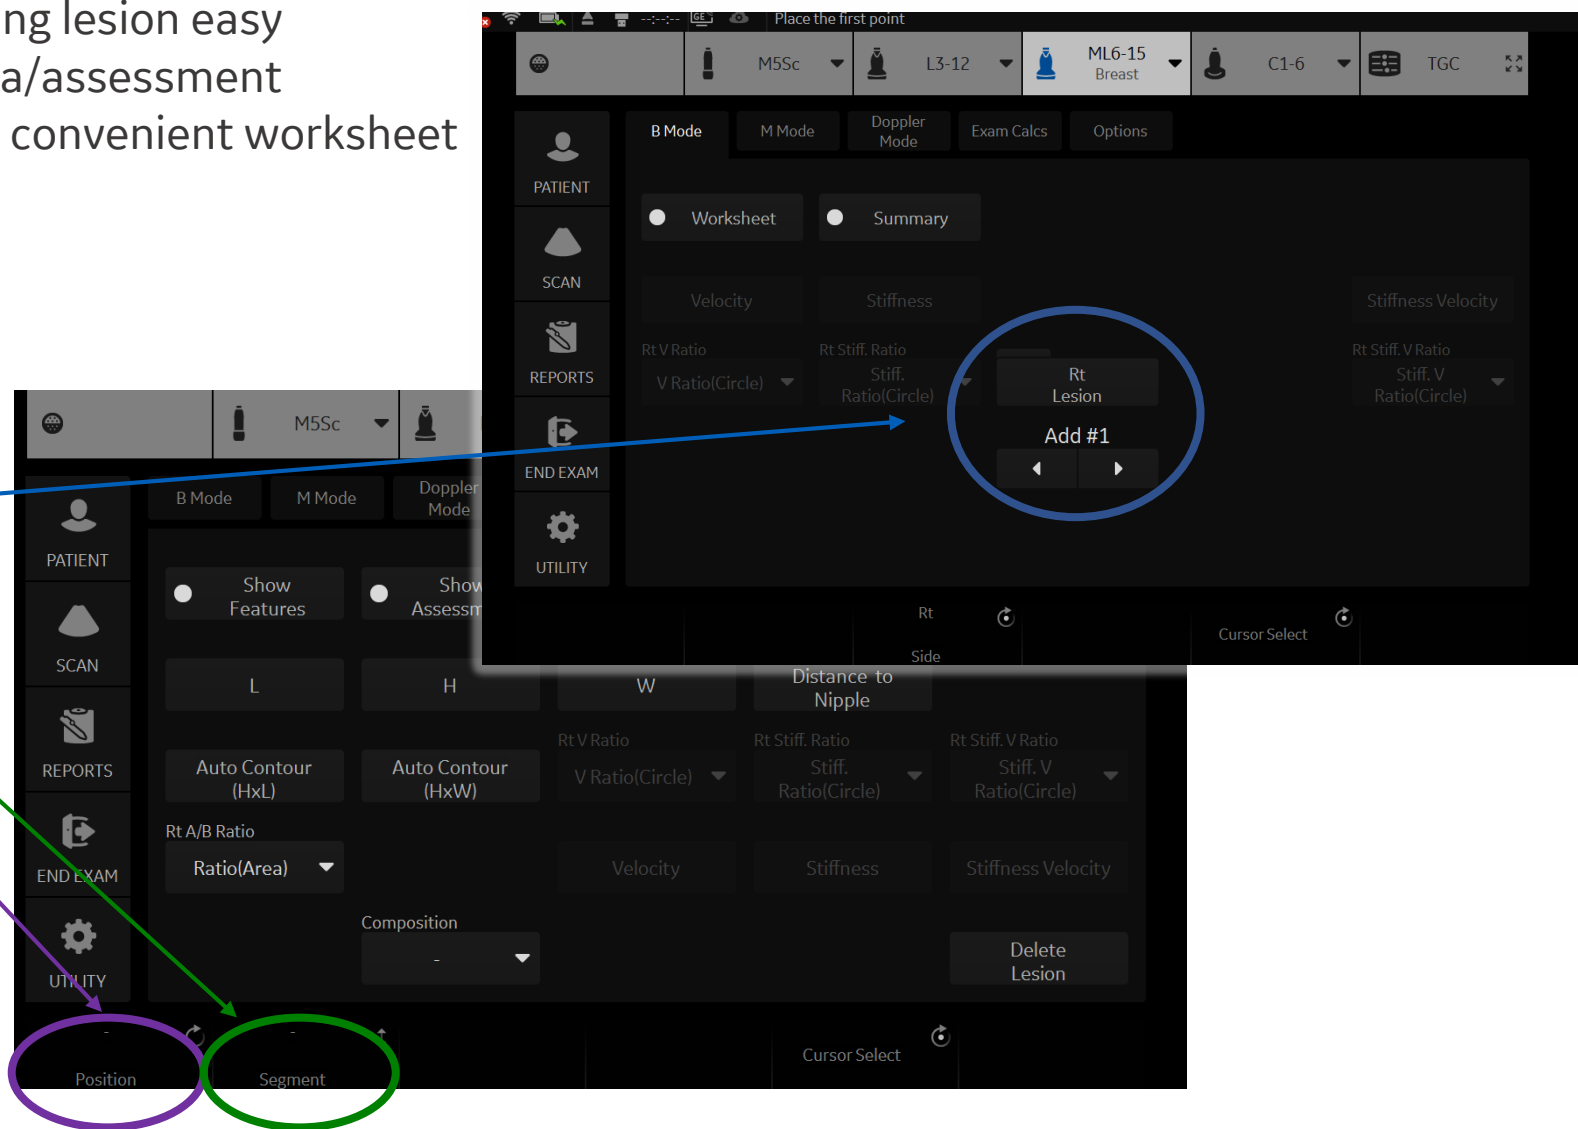 ng lesion easy
a/assessment
convenient worksheet
--:--:-- GE Place the first point
M5Sc L3-12 ML6-15 C1-6 TGC
Breast
B Mode M Mode Doppler Mode Exam Calcs Options
PATIENT
SCAN
REPORTS
END EXAM
UTILITY
Worksheet Summary
Velocity Stiffness Stiffness Velocity
Rt V Ratio Rt Stiff. Ratio Rt Stiff. V Ratio
V Ratio(Circle) Stiff. Ratio(Circle) Rt Lesion Stiff. V Ratio(Circle)
Add #1
Rt
Side
Cursor Select
M5Sc
B Mode M Mode Doppler Mode
PATIENT
SCAN
REPORTS
END EXAM
UTILITY
Show Features Show Assessm
L H W Distance to Nipple
Rt V Ratio Rt Stiff. Ratio Rt Stiff. V Ratio
Auto Contour (HxL) Auto Contour (HxW) V Ratio(Circle) Stiff. Ratio(Circle) Stiff. V Ratio(Circle)
Rt A/B Ratio
Ratio(Area) Velocity Stiffness Stiffness Velocity
Composition
- Delete Lesion
- -
Position Segment Cursor Select